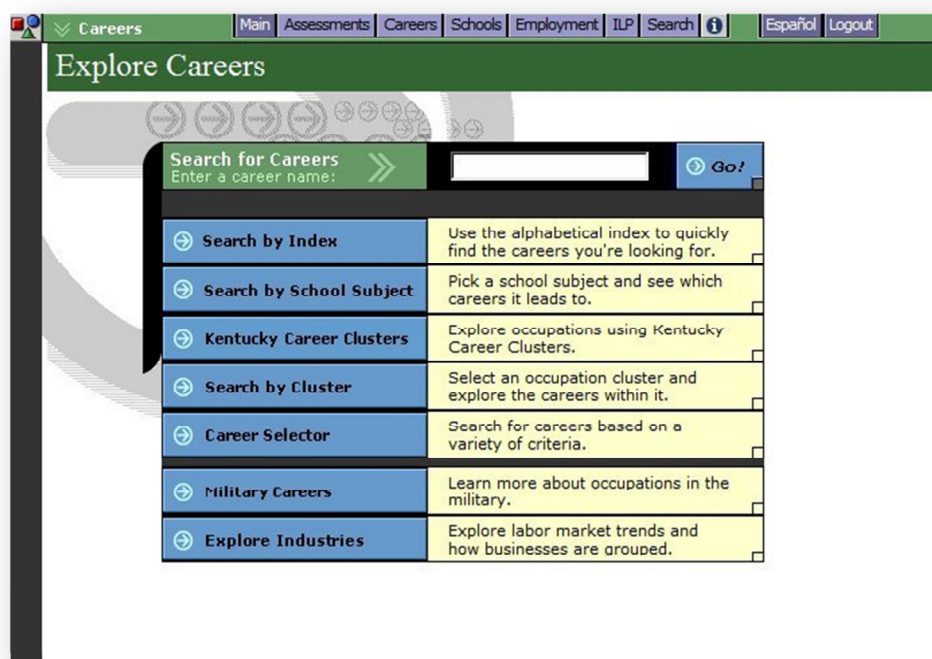 Careers Main Assessments Careers Schools Employment ILP Search i Español Logout
Explore Careers
Search for Careers
Enter a career name:
Go!
Search by Index
Use the alphabetical index to quickly
find the careers you're looking for.
Search by School Subject
Pick a school subject and see which
careers it leads to.
Kentucky Career Clusters
Explore occupations using Kentucky
Career Clusters.
Search by Cluster
Select an occupation cluster and
explore the careers within it.
Career Selector
Search for careers based on a
variety of criteria.
Military Careers
Learn more about occupations in the
military.
Explore Industries
Explore labor market trends and
how businesses are grouped.